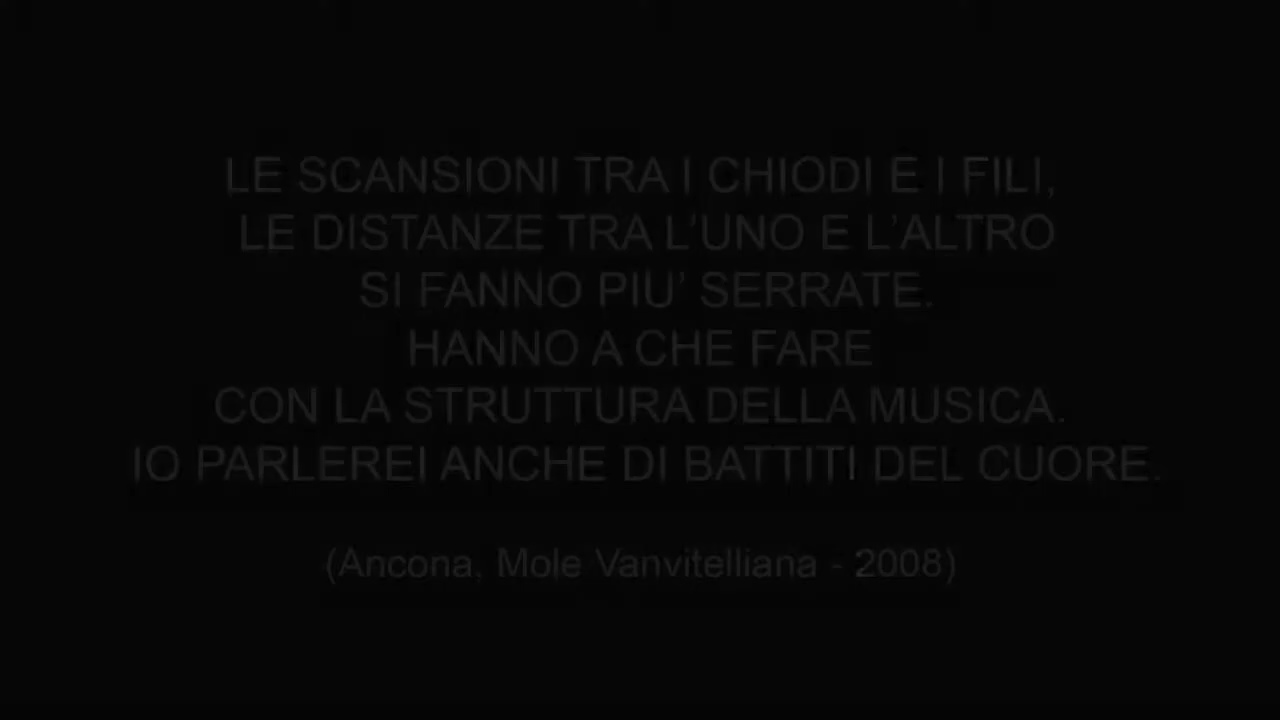 LE SCANSIONI TRA I CHIODI E I FILI,
LE DISTANZE TRA L’UNO E L’ALTRO
SI FANNO PIU’ SERRATE.
HANNO A CHE FARE
CON LA STRUTTURA DELLA MUSICA.
IO PARLEREI ANCHE DI BATTITI DEL CUORE.
(Ancona, Mole Vanvitelliana - 2008)